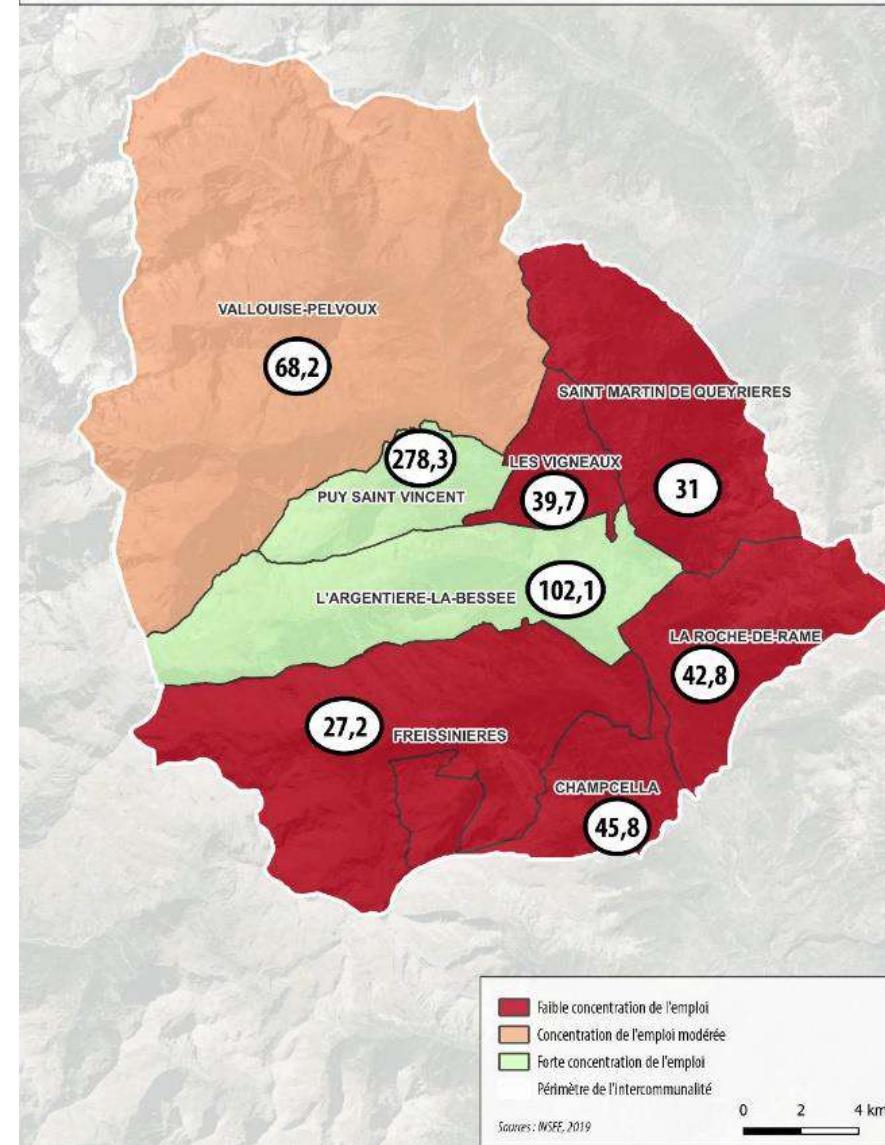 VALLOUISE-PELVOUX
68,2
SAINT MARTIN DE QUEYRIERES
278,3
LES VIGNEAUX
PUY SAINT VINCENT
39,7
31
L'ARGENTIERE-LA-BESSEE
102,1
LA ROCHE-DE-RAME
42,8
27,2
FREISSINIERES
CHAMPCELLA
45,8
Faible concentration de l'emploi
Concentration de l'emploi modérée
Forte concentration de l'emploi
Périmètre de l'intercommunalité
Sources : INSEE, 2019
0 2 4 km